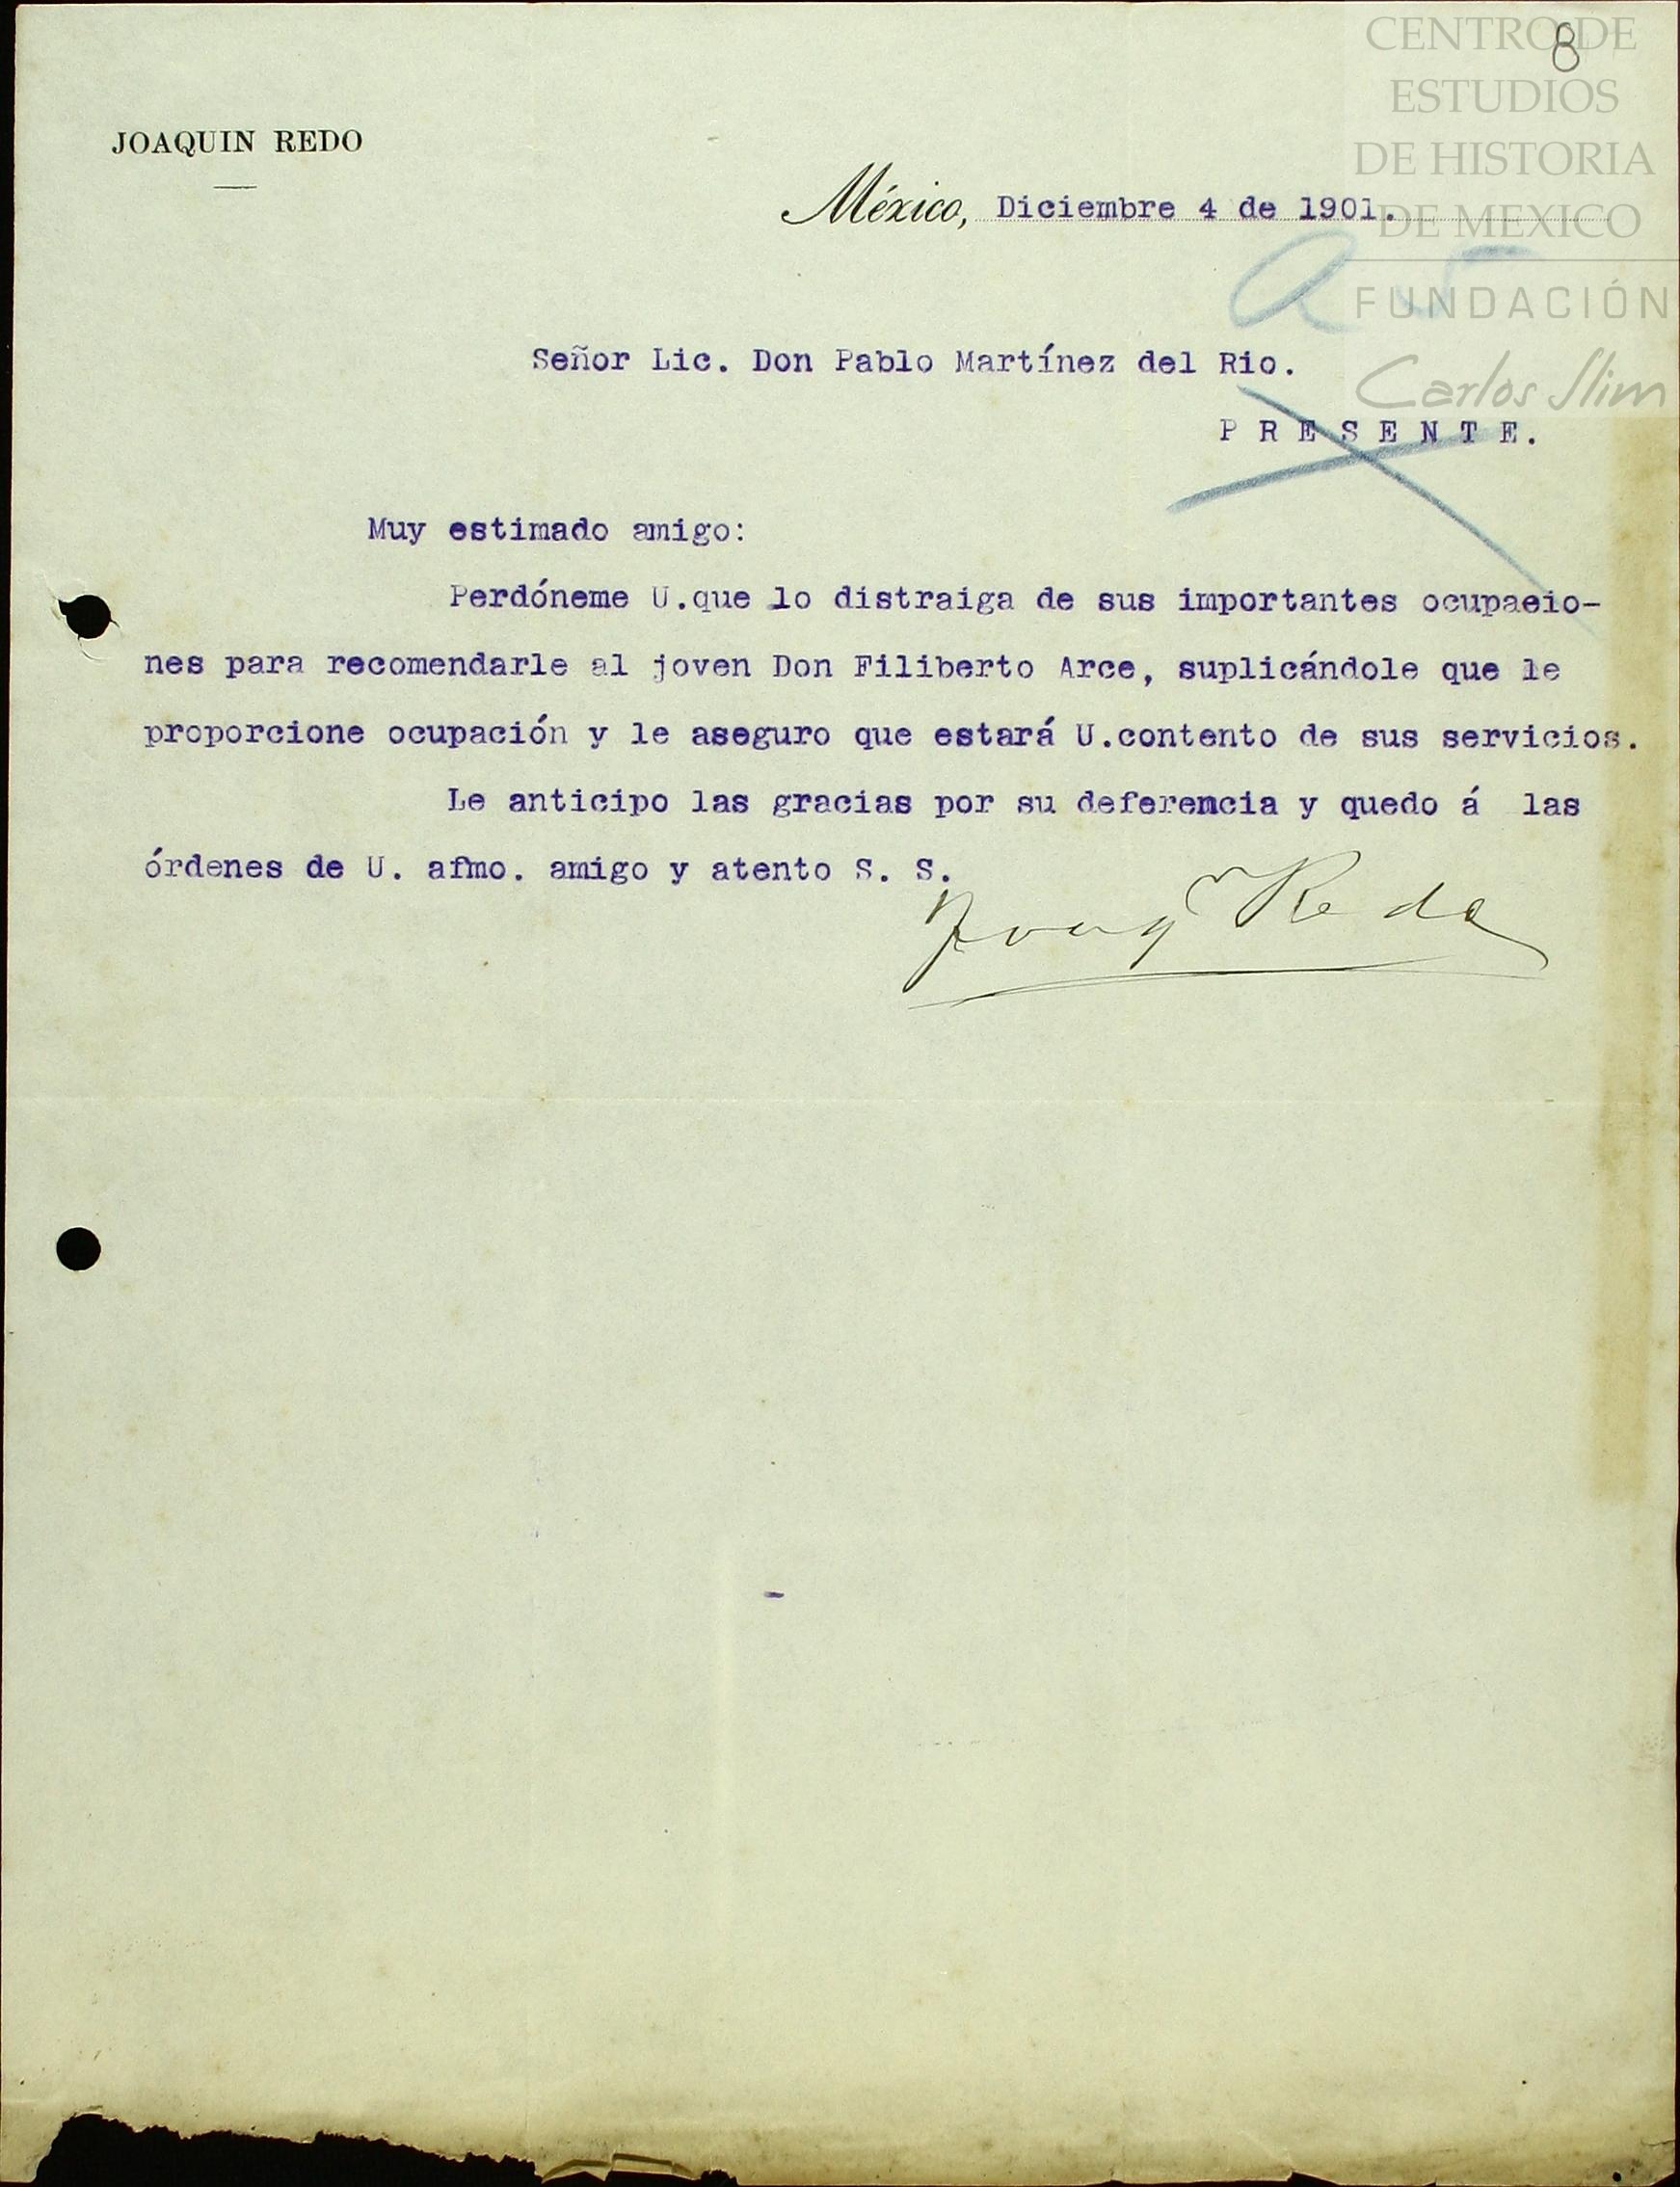 8
CENTRO DE
ESTUDIOS
DE HISTORIA
DE MEXICO
FUNDACIÓN
Carlos Slim
JOAQUIN REDO
México, Diciembre 4 de 1901.
Señor Lic. Don Pablo Martínez del Rio.
P R E S E N T E.
Muy estimado amigo:
Perdóneme U.que lo distraiga de sus importantes ocupaeio-
nes para recomendarle al joven Don Filiberto Arce, suplicándole que le
proporcione ocupación y le aseguro que estará U.contento de sus servicios.
Le anticipo las gracias por su deferencia y quedo á las
órdenes de U. afmo. amigo y atento S. S.
Joaqn Redo